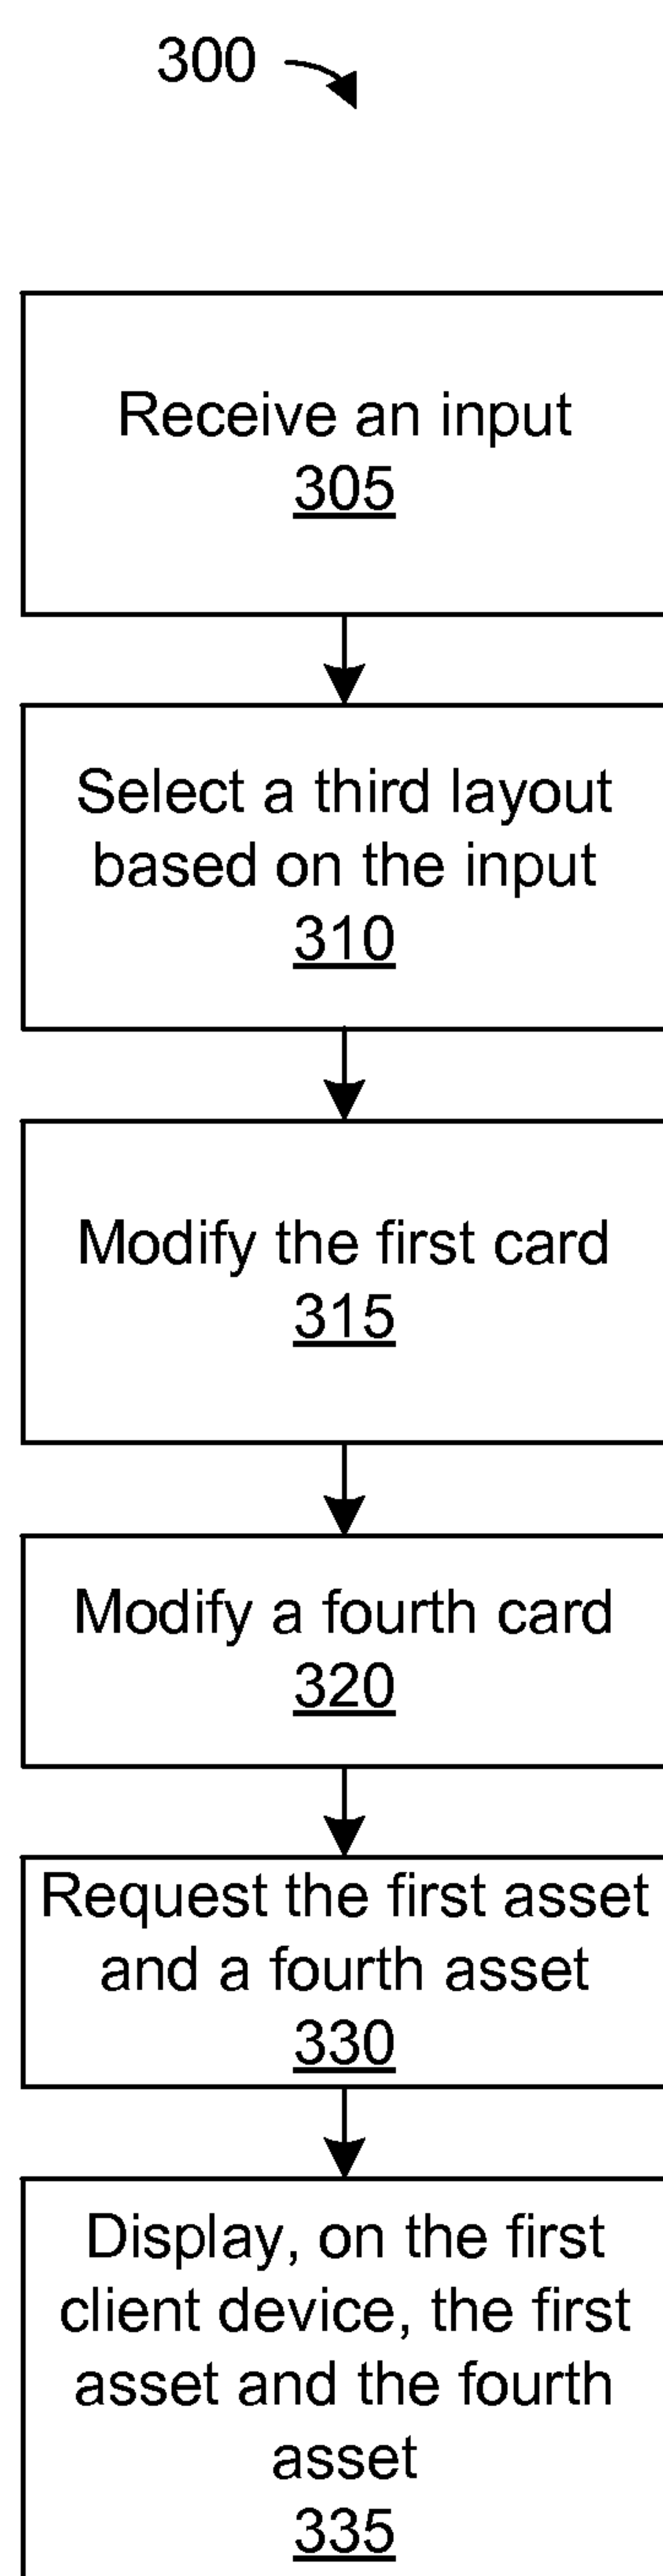 300
Receive an input
305
Select a third layout
based on the input
310
Modify the first card
315
Modify a fourth card
320
Request the first asset
and a fourth asset
330
Display, on the first
client device, the first
asset and the fourth
asset
335